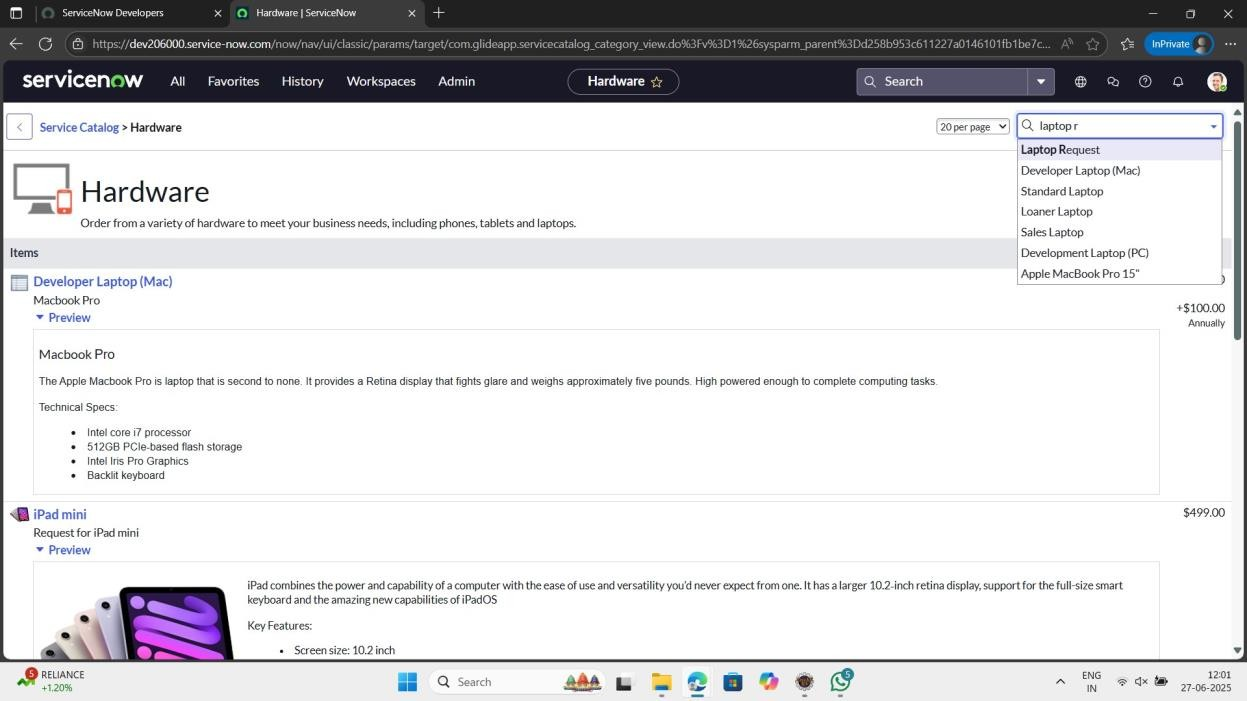 ServiceNow Developers
Hardware | ServiceNow
https://dev206000.service-now.com/now/nav/ui/classic/params/target/com.glideapp.servicecatalog_category_view.do%3Fv%3D1%26sysparm_parent%3Dd258b953c611227a0146101fb1be7c...
InPrivate
servicenow
All
Favorites
History
Workspaces
Admin
Hardware
Search
Service Catalog > Hardware
20 per page
laptop r
Laptop Request
Developer Laptop (Mac)
Standard Laptop
Loaner Laptop
Sales Laptop
Development Laptop (PC)
Apple MacBook Pro 15"
Hardware
Order from a variety of hardware to meet your business needs, including phones, tablets and laptops.
Items
Developer Laptop (Mac)
Macbook Pro
+$100.00
Annually
Preview
Macbook Pro
The Apple Macbook Pro is laptop that is second to none. It provides a Retina display that fights glare and weighs approximately five pounds. High powered enough to complete computing tasks.
Technical Specs:
• Intel core i7 processor
• 512GB PCIe-based flash storage
• Intel Iris Pro Graphics
• Backlit keyboard
iPad mini
$499.00
Request for iPad mini
Preview
iPad combines the power and capability of a computer with the ease of use and versatility you'd never expect from one. It has a larger 10.2-inch retina display, support for the full-size smart
keyboard and the amazing new capabilities of iPadOS
Key Features:
• Screen size: 10.2 inch
5
RELIANCE
+1.20%
Search
5
ENG
IN
12:01
27-06-2025